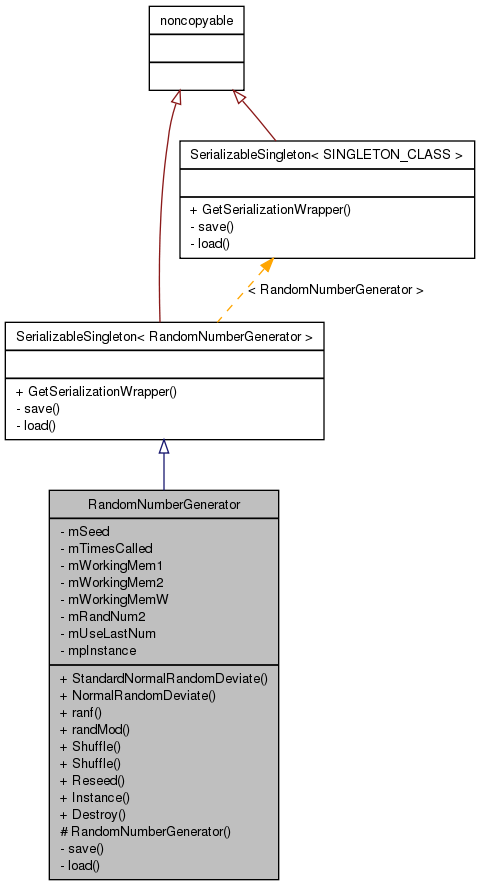 noncopyable
SerializableSingleton< SINGLETON_CLASS >
+ GetSerializationWrapper()
- save()
- load()
< RandomNumberGenerator >
SerializableSingleton< RandomNumberGenerator >
+ GetSerializationWrapper()
- save()
- load()
RandomNumberGenerator
- mSeed
- mTimesCalled
- mWorkingMem1
- mWorkingMem2
- mWorkingMemW
- mRandNum2
- mUseLastNum
- mpInstance
+ StandardNormalRandomDeviate()
+ NormalRandomDeviate()
+ ranf()
+ randMod()
+ Shuffle()
+ Shuffle()
+ Reseed()
+ Instance()
+ Destroy()
# RandomNumberGenerator()
- save()
- load()